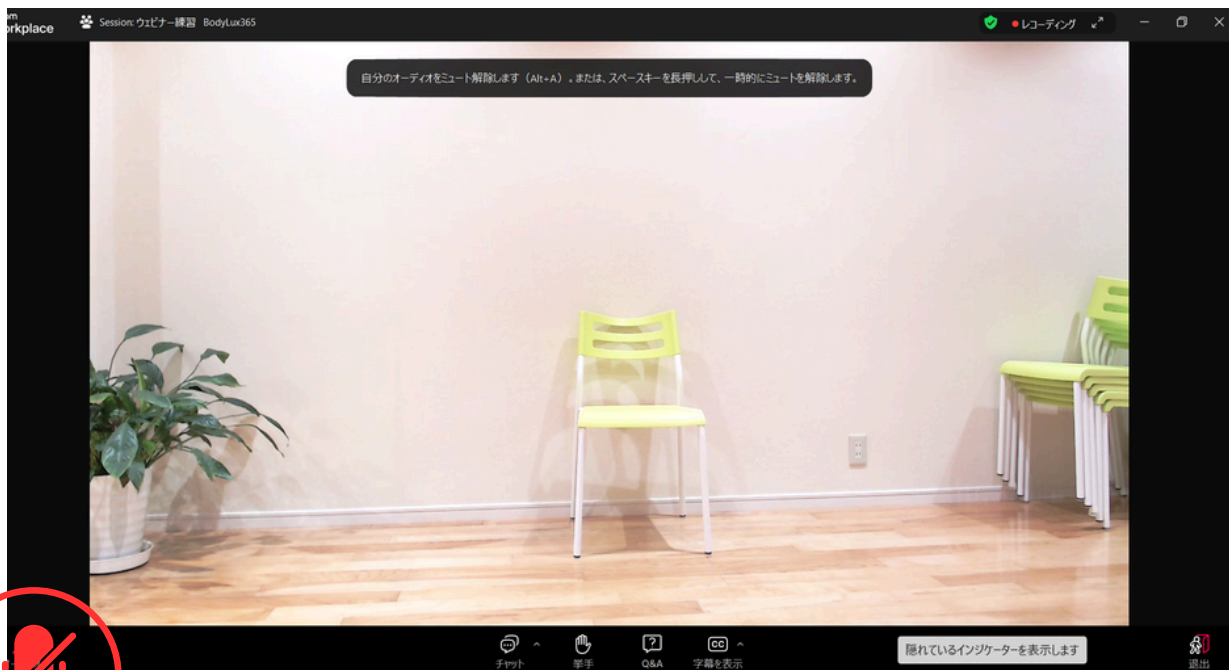 orkplace
Session: ウェビナー練習 BodyLux365
レコーディング
自分のオーディオをミュート解除します（Alt+A）。または、スペースキーを長押しして、一時的にミュートを解除します。
チャット
挙手
Q&A
CC
字幕を表示
隠れているインジケーターを表示します
退出